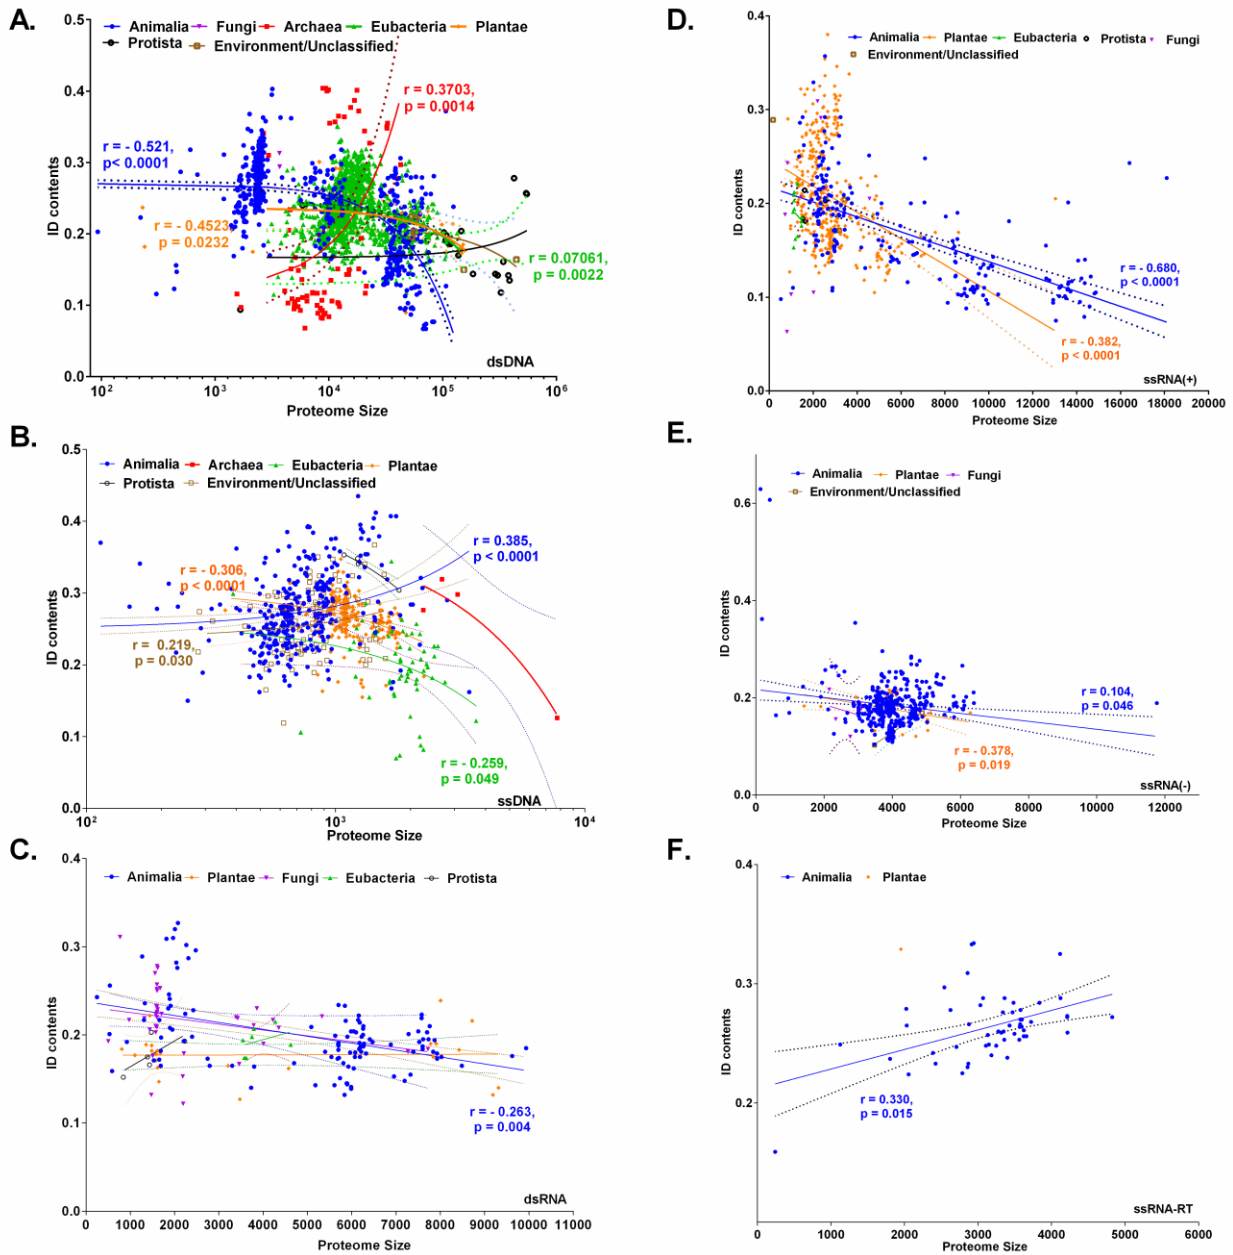 A.
Animalia Fungi Archaea Eubacteria Plantae
Protista Environment/Unclassified
0.5
0.4
0.3
0.2
0.1
0.0
ID contents
r = - 0.521,
p< 0.0001
r = 0.3703,
p = 0.0014
r = - 0.4523,
p = 0.0232
r = 0.07061,
p = 0.0022
dsDNA
10² 10³ 10⁴ 10⁵ 10⁶
Proteome Size
B.
Animalia Archaea Eubacteria Plantae
Protista Environment/Unclassified
0.5
0.4
0.3
0.2
0.1
0.0
ID contents
r = 0.385,
p < 0.0001
r = -0.306,
p < 0.0001
r = 0.219,
p = 0.030
r = - 0.259,
p = 0.049
ssDNA
10² 10³ 10⁴
Proteome Size
C.
Animalia Plantae Fungi Eubacteria Protista
0.4
0.3
0.2
0.1
0.0
ID contents
r = - 0.263,
p = 0.004
dsRNA
0 1000 2000 3000 4000 5000 6000 7000 8000 9000 10000 11000
Proteome Size
D.
Animalia Plantae Eubacteria Protista Fungi
Environment/Unclassified
0.4
0.3
0.2
0.1
0.0
ID contents
r = - 0.680,
p < 0.0001
r = - 0.382,
p < 0.0001
ssRNA(+)
0 2000 4000 6000 8000 10000 12000 14000 16000 18000 20000
Proteome Size
E.
Animalia Plantae Fungi
Environment/Unclassified
0.6
0.4
0.2
0.0
ID contents
r = 0.104,
p = 0.046
r = - 0.378,
p = 0.019
ssRNA(-)
0 2000 4000 6000 8000 10000 12000
Proteome Size
F.
Animalia Plantae
0.4
0.3
0.2
ID contents
r = 0.330,
p = 0.015
ssRNA-RT
0 1000 2000 3000 4000 5000 6000
Proteome Size